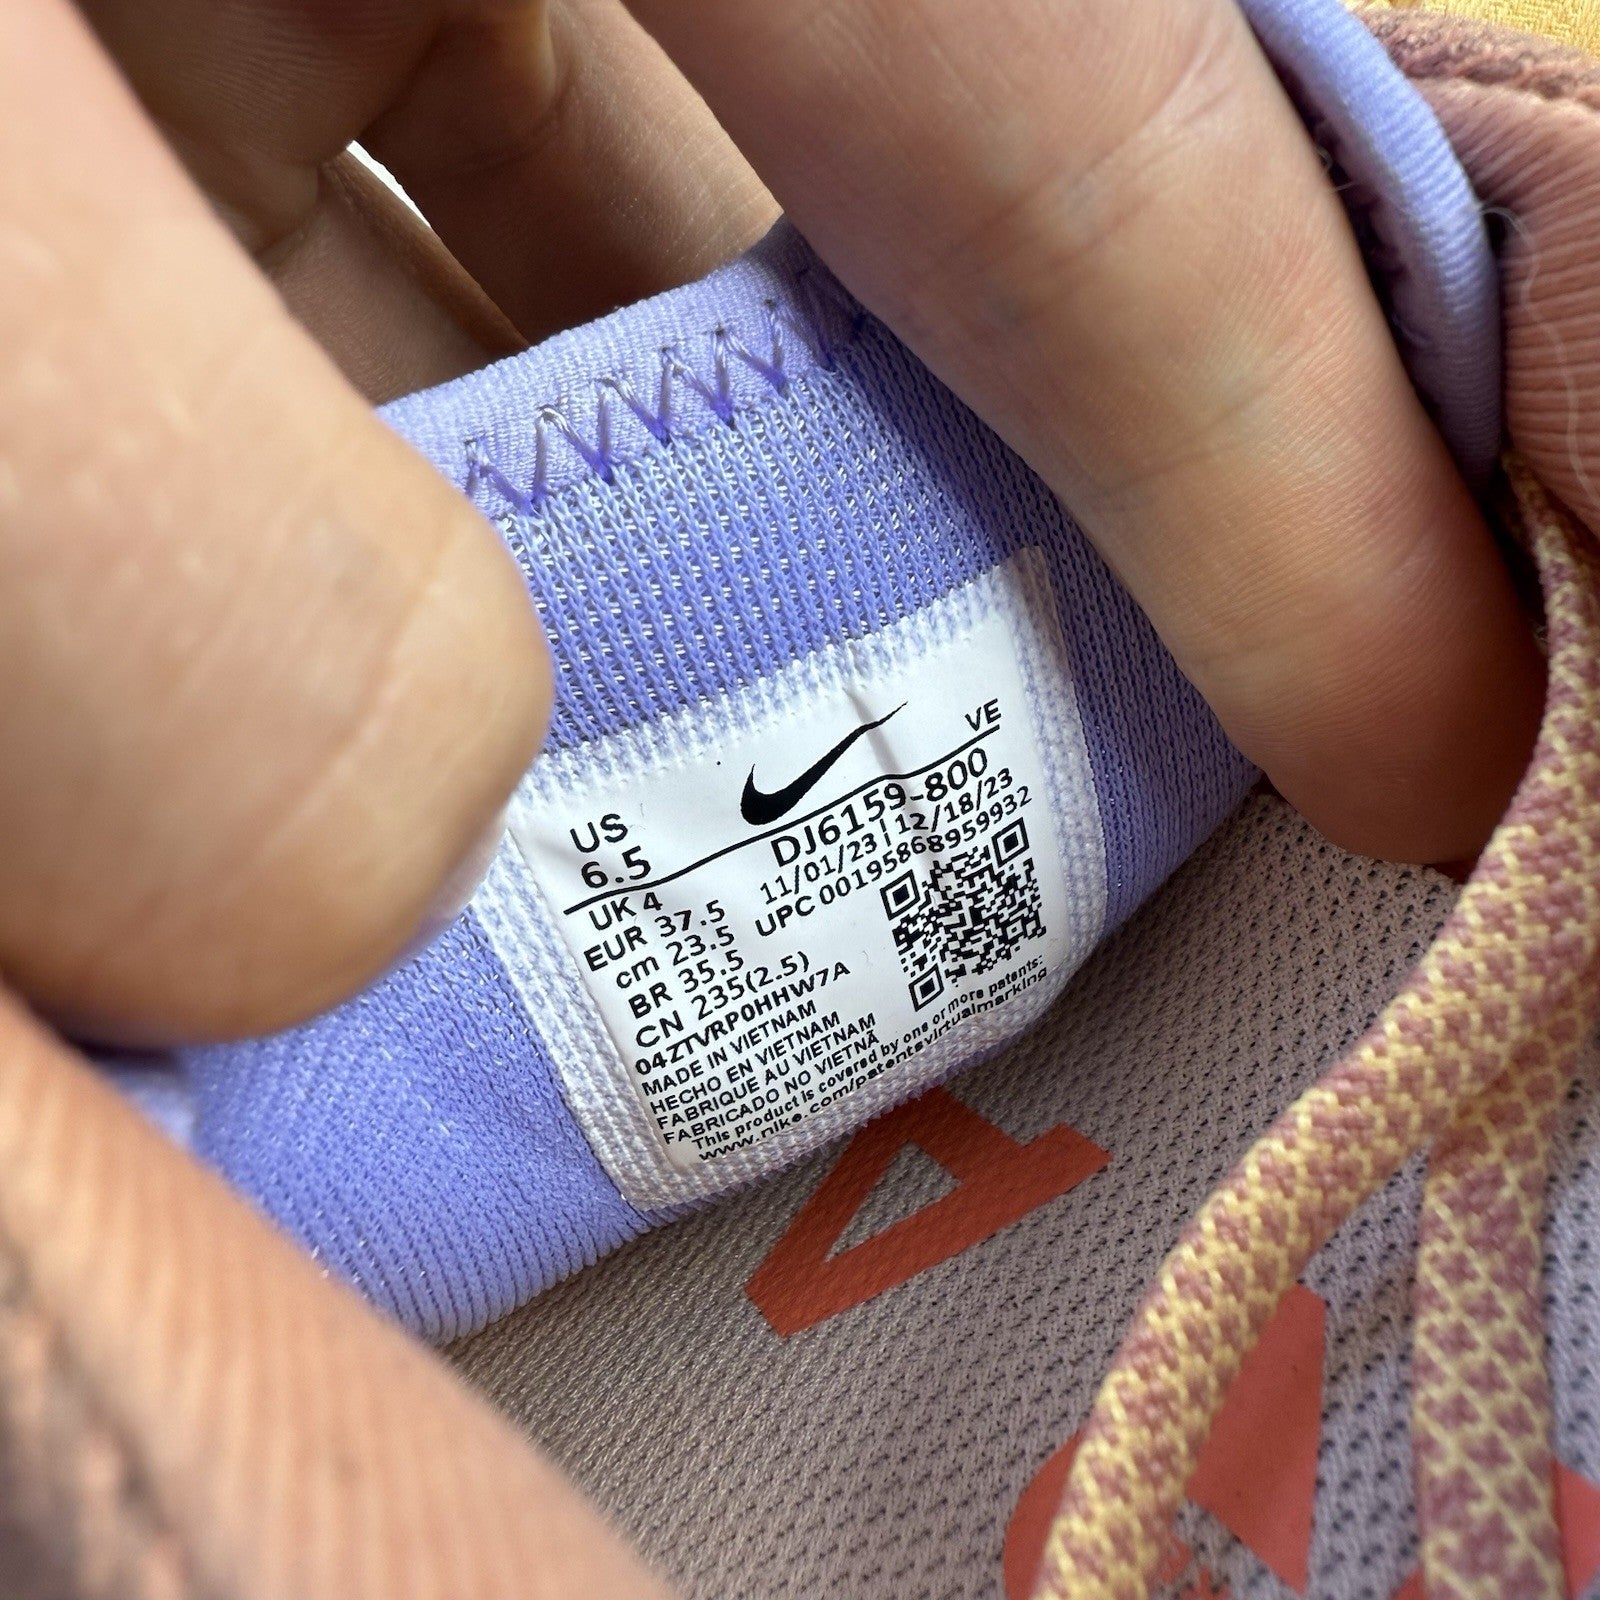 VE
US
6.5
DJ6159-800
11/01/23 | 12/18/23
UPC 00195868959932
UK 4
EUR 37.5
cm 23.5
BR 35.5
CN 235(2.5)
04ZTVRP0HHW7A
MADE IN VIETNAM
HECHO EN VIETNAM
FABRIQUE AU VIETNAM
FABRICADO NO VIETNÃ
This product is covered by one or more patents:
www.nike.com/patentsvirtualmarking